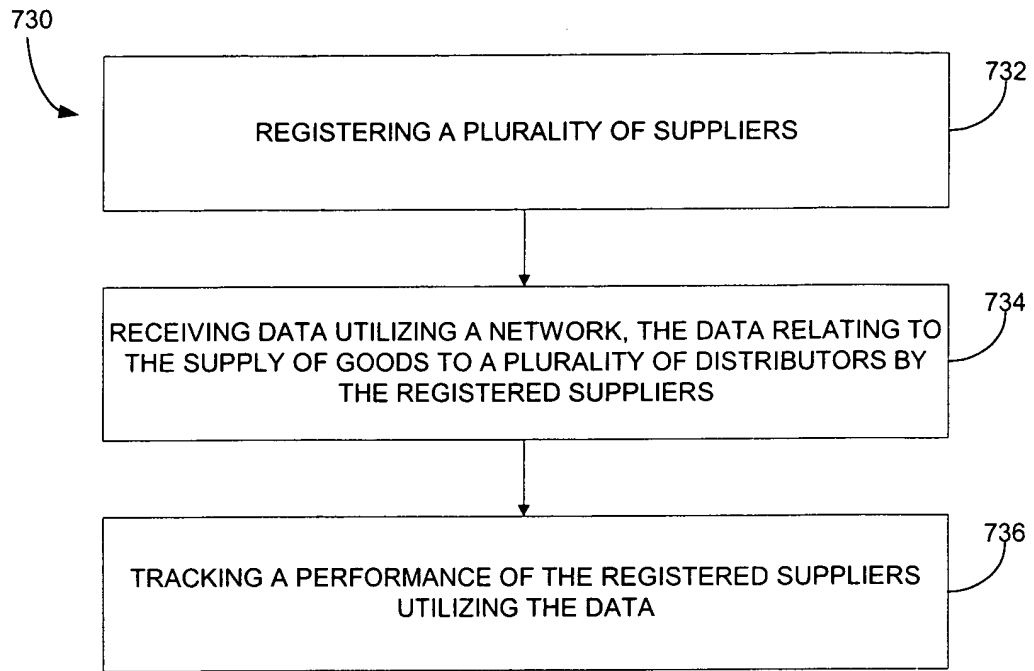 730
732
REGISTERING A PLURALITY OF SUPPLIERS
734
RECEIVING DATA UTILIZING A NETWORK, THE DATA RELATING TO
THE SUPPLY OF GOODS TO A PLURALITY OF DISTRIBUTORS BY
THE REGISTERED SUPPLIERS
736
TRACKING A PERFORMANCE OF THE REGISTERED SUPPLIERS
UTILIZING THE DATA